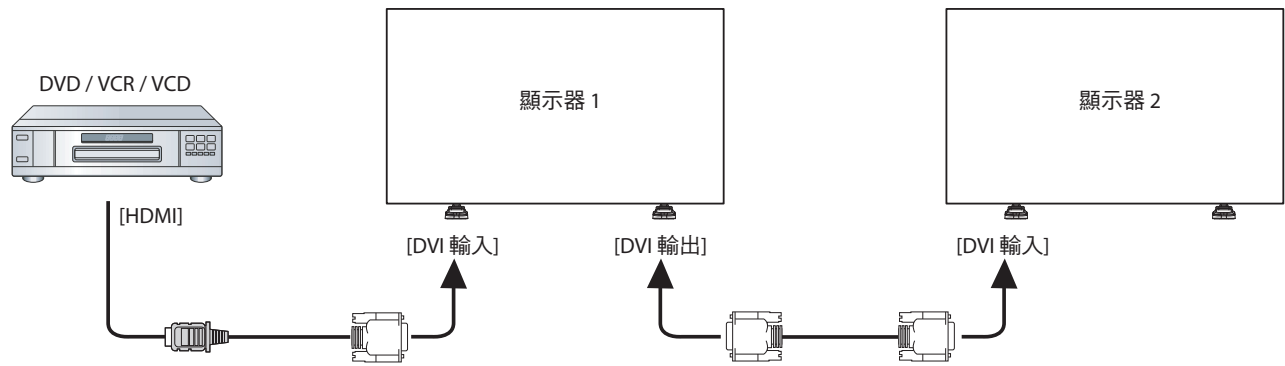 DVD / VCR / VCD
顯示器 1
顯示器 2
[HDMI]
[DVI 輸入]
[DVI 輸出]
[DVI 輸入]